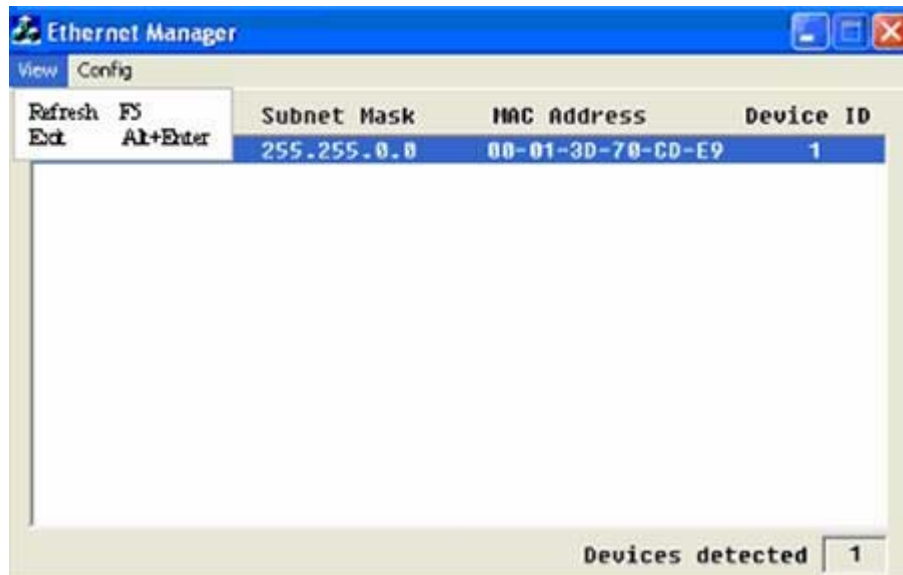 Ethernet Manager
View Config
Refresh F5
Exit Alt+Enter
Subnet Mask MAC Address Device ID
255.255.0.0 00-01-3D-70-CD-E9 1
Devices detected 1